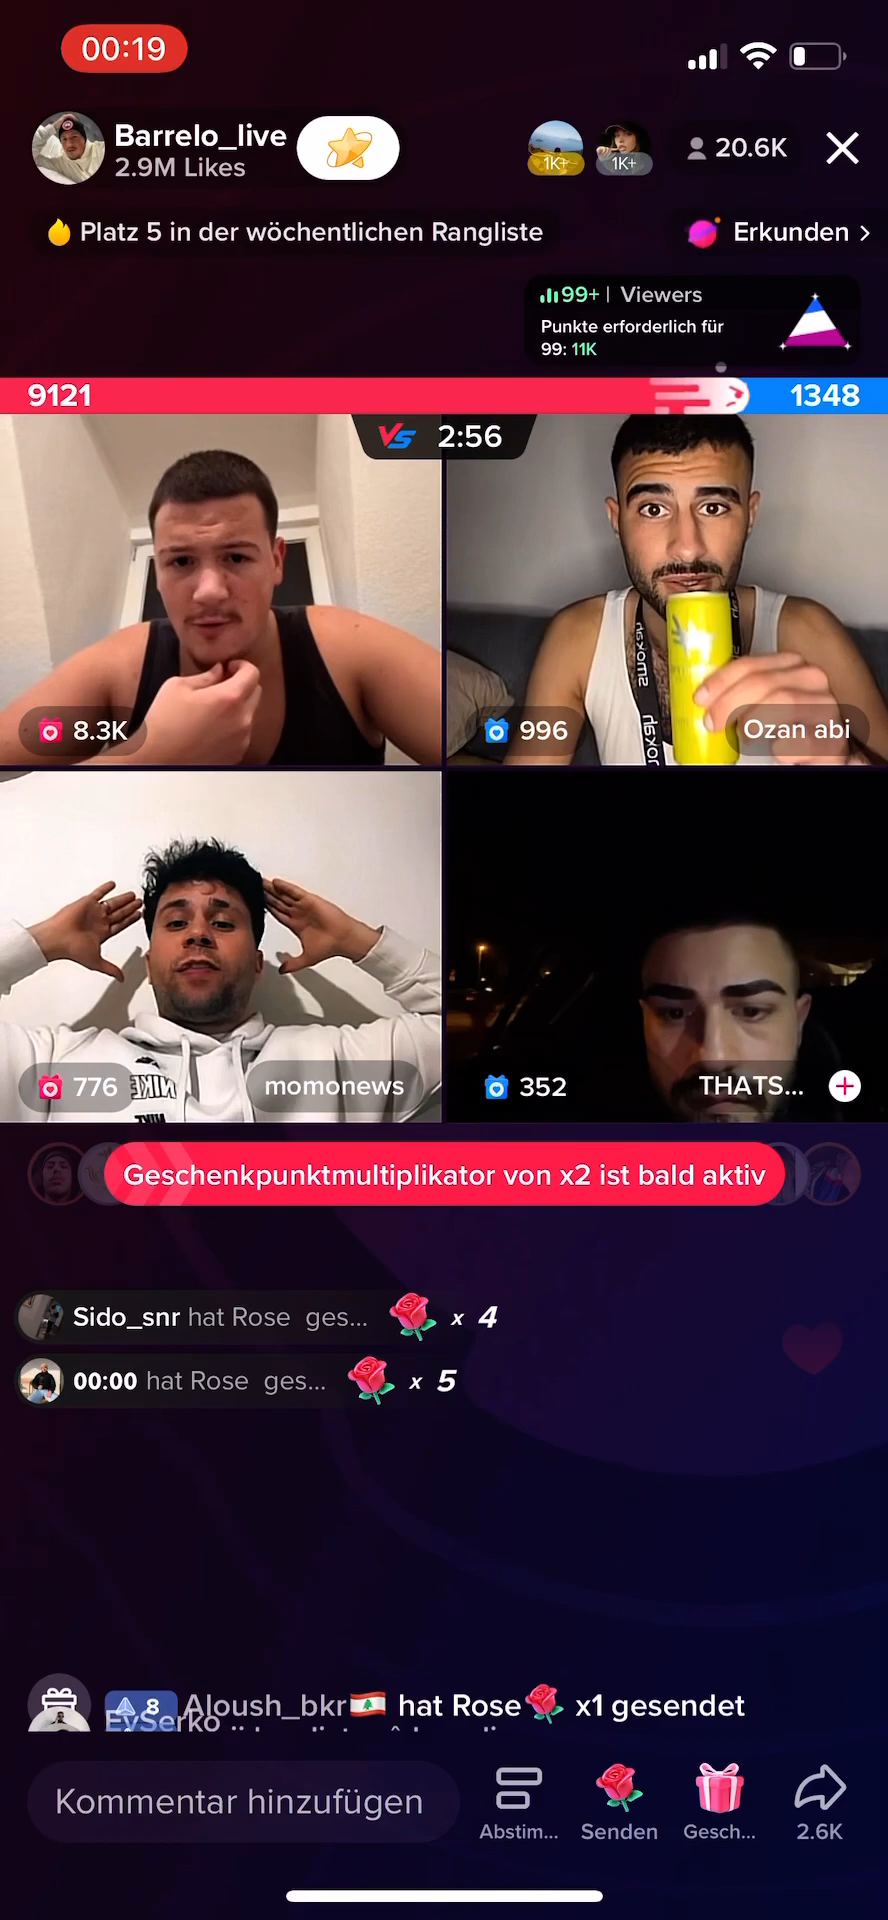 00:19
Barrelo_live
2.9M Likes
1K+
1K+
20.6K
Platz 5 in der wöchentlichen Rangliste
Erkunden >
99+ | Viewers
Punkte erforderlich für
99: 11K
9121
1348
VS 2:56
8.3K
996
Ozan abi
776
NIKE
momonews
352
THATS...
Geschenkpunktmultiplikator von x2 ist bald aktiv
Sido_snr hat Rose ges... x 4
00:00 hat Rose ges... x 5
8 Aloush_bkr hat Rose x1 gesendet
EvSerko
Kommentar hinzufügen
Abstim...
Senden
Gesch...
2.6K